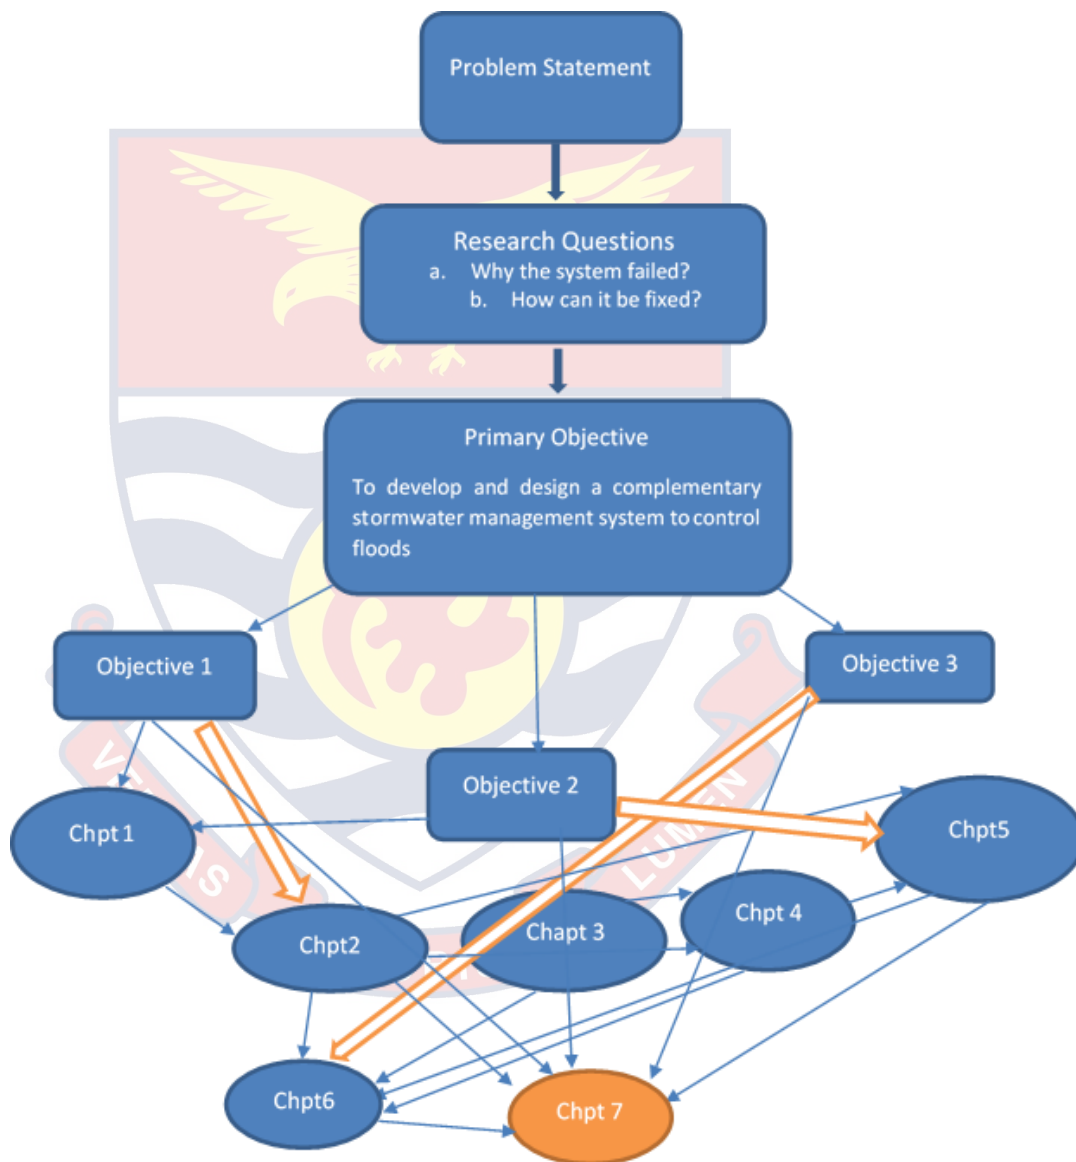 Problem Statement
Research Questions
a. Why the system failed?
b. How can it be fixed?
Primary Objective
To develop and design a complementary
stormwater management system to control
floods
Objective 1
Objective 3
Objective 2
Chpt 1
Chpt5
Chpt2
Chapt 3
Chpt 4
Chpt6
Chpt 7
LUMEN